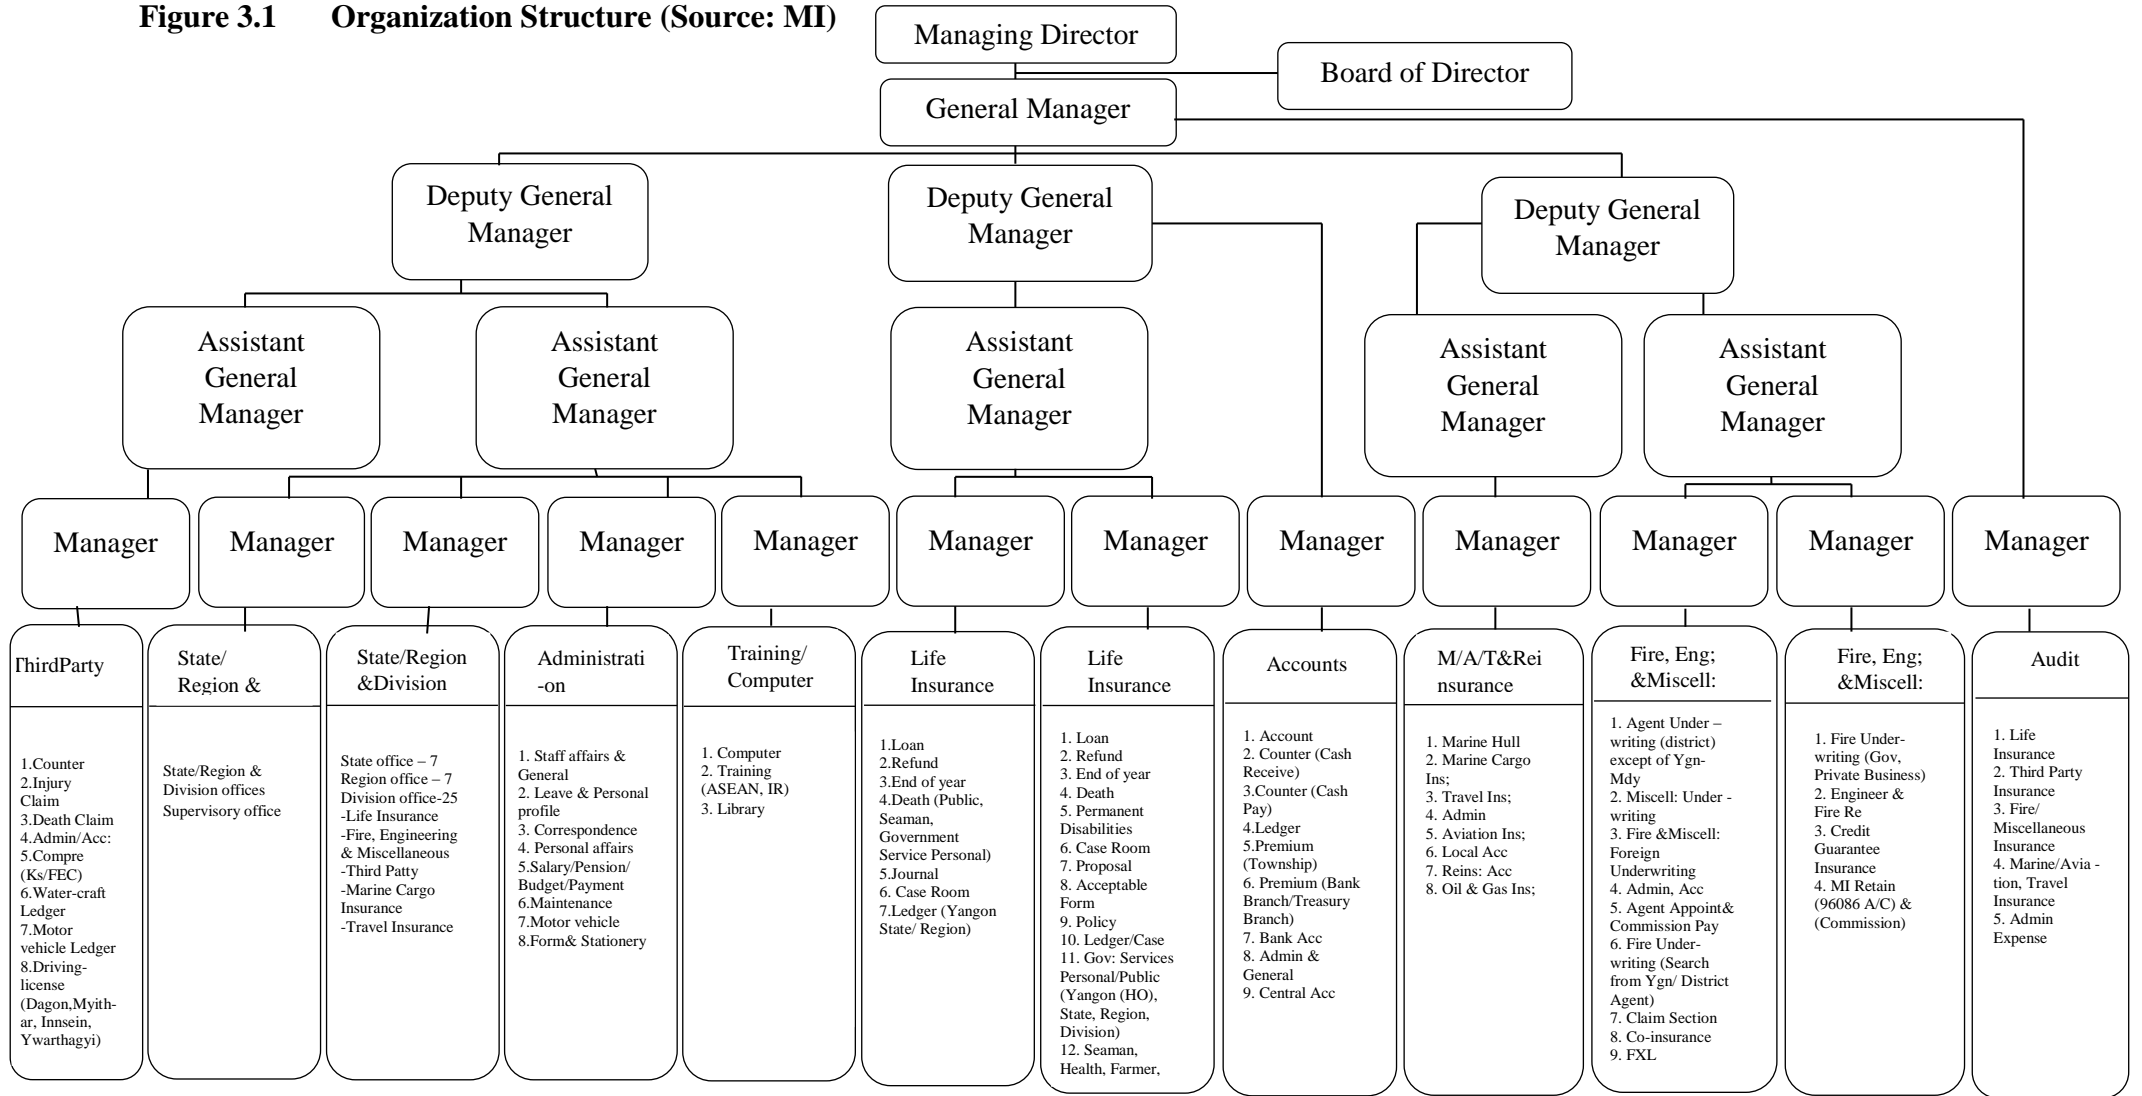 Figure 3.1 Organization Structure (Source: MI)
Managing Director
Board of Director
General Manager
Deputy General
Manager
Deputy General
Manager
Deputy General
Manager
Assistant
General
Manager
Assistant
General
Manager
Assistant
General
Manager
Assistant
General
Manager
Assistant
General
Manager
Manager
Manager
Manager
Manager
Manager
Manager
Manager
Manager
Manager
Manager
Manager
Manager
ThirdParty
1.Counter
2.Injury
Claim
3.Death Claim
4.Admin/Acc:
5.Compre
(Ks/FEC)
6.Water-craft
Ledger
7.Motor
vehicle Ledger
8.Driving-
license
(Dagon,Myith-
ar, Innsein,
Ywarthagyi)
State/
Region &
State/Region &
Division offices
Supervisory office
State/Region
&Division
State office – 7
Region office – 7
Division office-25
-Life Insurance
-Fire, Engineering
& Miscellaneous
-Third Patty
-Marine Cargo
Insurance
-Travel Insurance
Administrati
-on
1. Staff affairs &
General
2. Leave & Personal
profile
3. Correspondence
4. Personal affairs
5.Salary/Pension/
Budget/Payment
6.Maintenance
7.Motor vehicle
8.Form& Stationery
Training/
Computer
1. Computer
2. Training
(ASEAN, IR)
3. Library
Life
Insurance
1.Loan
2.Refund
3.End of year
4.Death (Public,
Seaman,
Government
Service Personal)
5.Journal
6. Case Room
7.Ledger (Yangon
State/ Region)
Life
Insurance
1. Loan
2. Refund
3. End of year
4. Death
5. Permanent
Disabilities
6. Case Room
7. Proposal
8. Acceptable
Form
9. Policy
10. Ledger/Case
11. Gov: Services
Personal/Public
(Yangon (HO),
State, Region,
Division)
12. Seaman,
Health, Farmer,
Accounts
1. Account
2. Counter (Cash
Receive)
3.Counter (Cash
Pay)
4.Ledger
5.Premium
(Township)
6. Premium (Bank
Branch/Treasury
Branch)
7. Bank Acc
8. Admin &
General
9. Central Acc
M/A/T&Rei
nsurance
1. Marine Hull
2. Marine Cargo
Ins;
3. Travel Ins;
4. Admin
5. Aviation Ins;
6. Local Acc
7. Reins: Acc
8. Oil & Gas Ins;
Fire, Eng;
&Miscell:
1. Agent Under –
writing (district)
except of Ygn-
Mdy
2. Miscell: Under -
writing
3. Fire &Miscell:
Foreign
Underwriting
4. Admin, Acc
5. Agent Appoint&
Commission Pay
6. Fire Under-
writing (Search
from Ygn/ District
Agent)
7. Claim Section
8. Co-insurance
9. FXL
Fire, Eng;
&Miscell:
1. Fire Under-
writing (Gov,
Private Business)
2. Engineer &
Fire Re
3. Credit
Guarantee
Insurance
4. MI Retain
(96086 A/C) &
(Commission)
Audit
1. Life
Insurance
2. Third Party
Insurance
3. Fire/
Miscellaneous
Insurance
4. Marine/Avia -
tion, Travel
Insurance
5. Admin
Expense